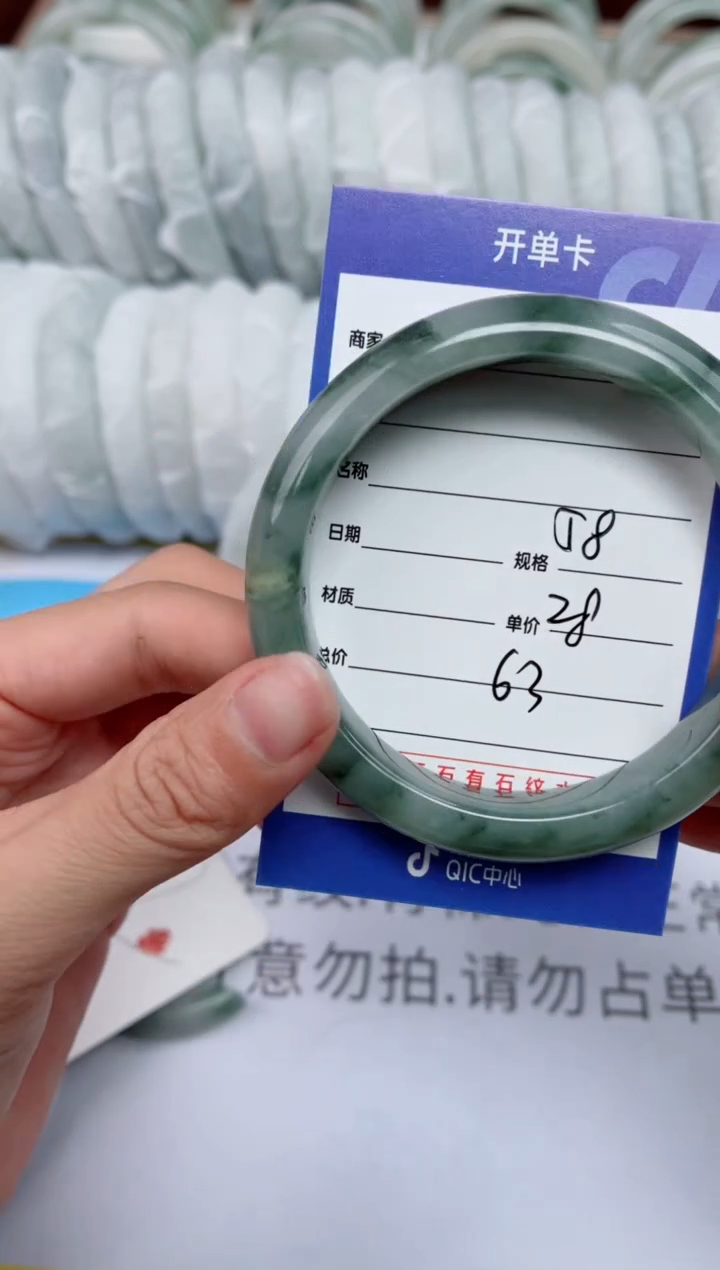 开单卡
商家
名称
日期 规格 T8
材质 单价 28
总价 63
石有石纹
QIC中心
意勿拍.请勿占单